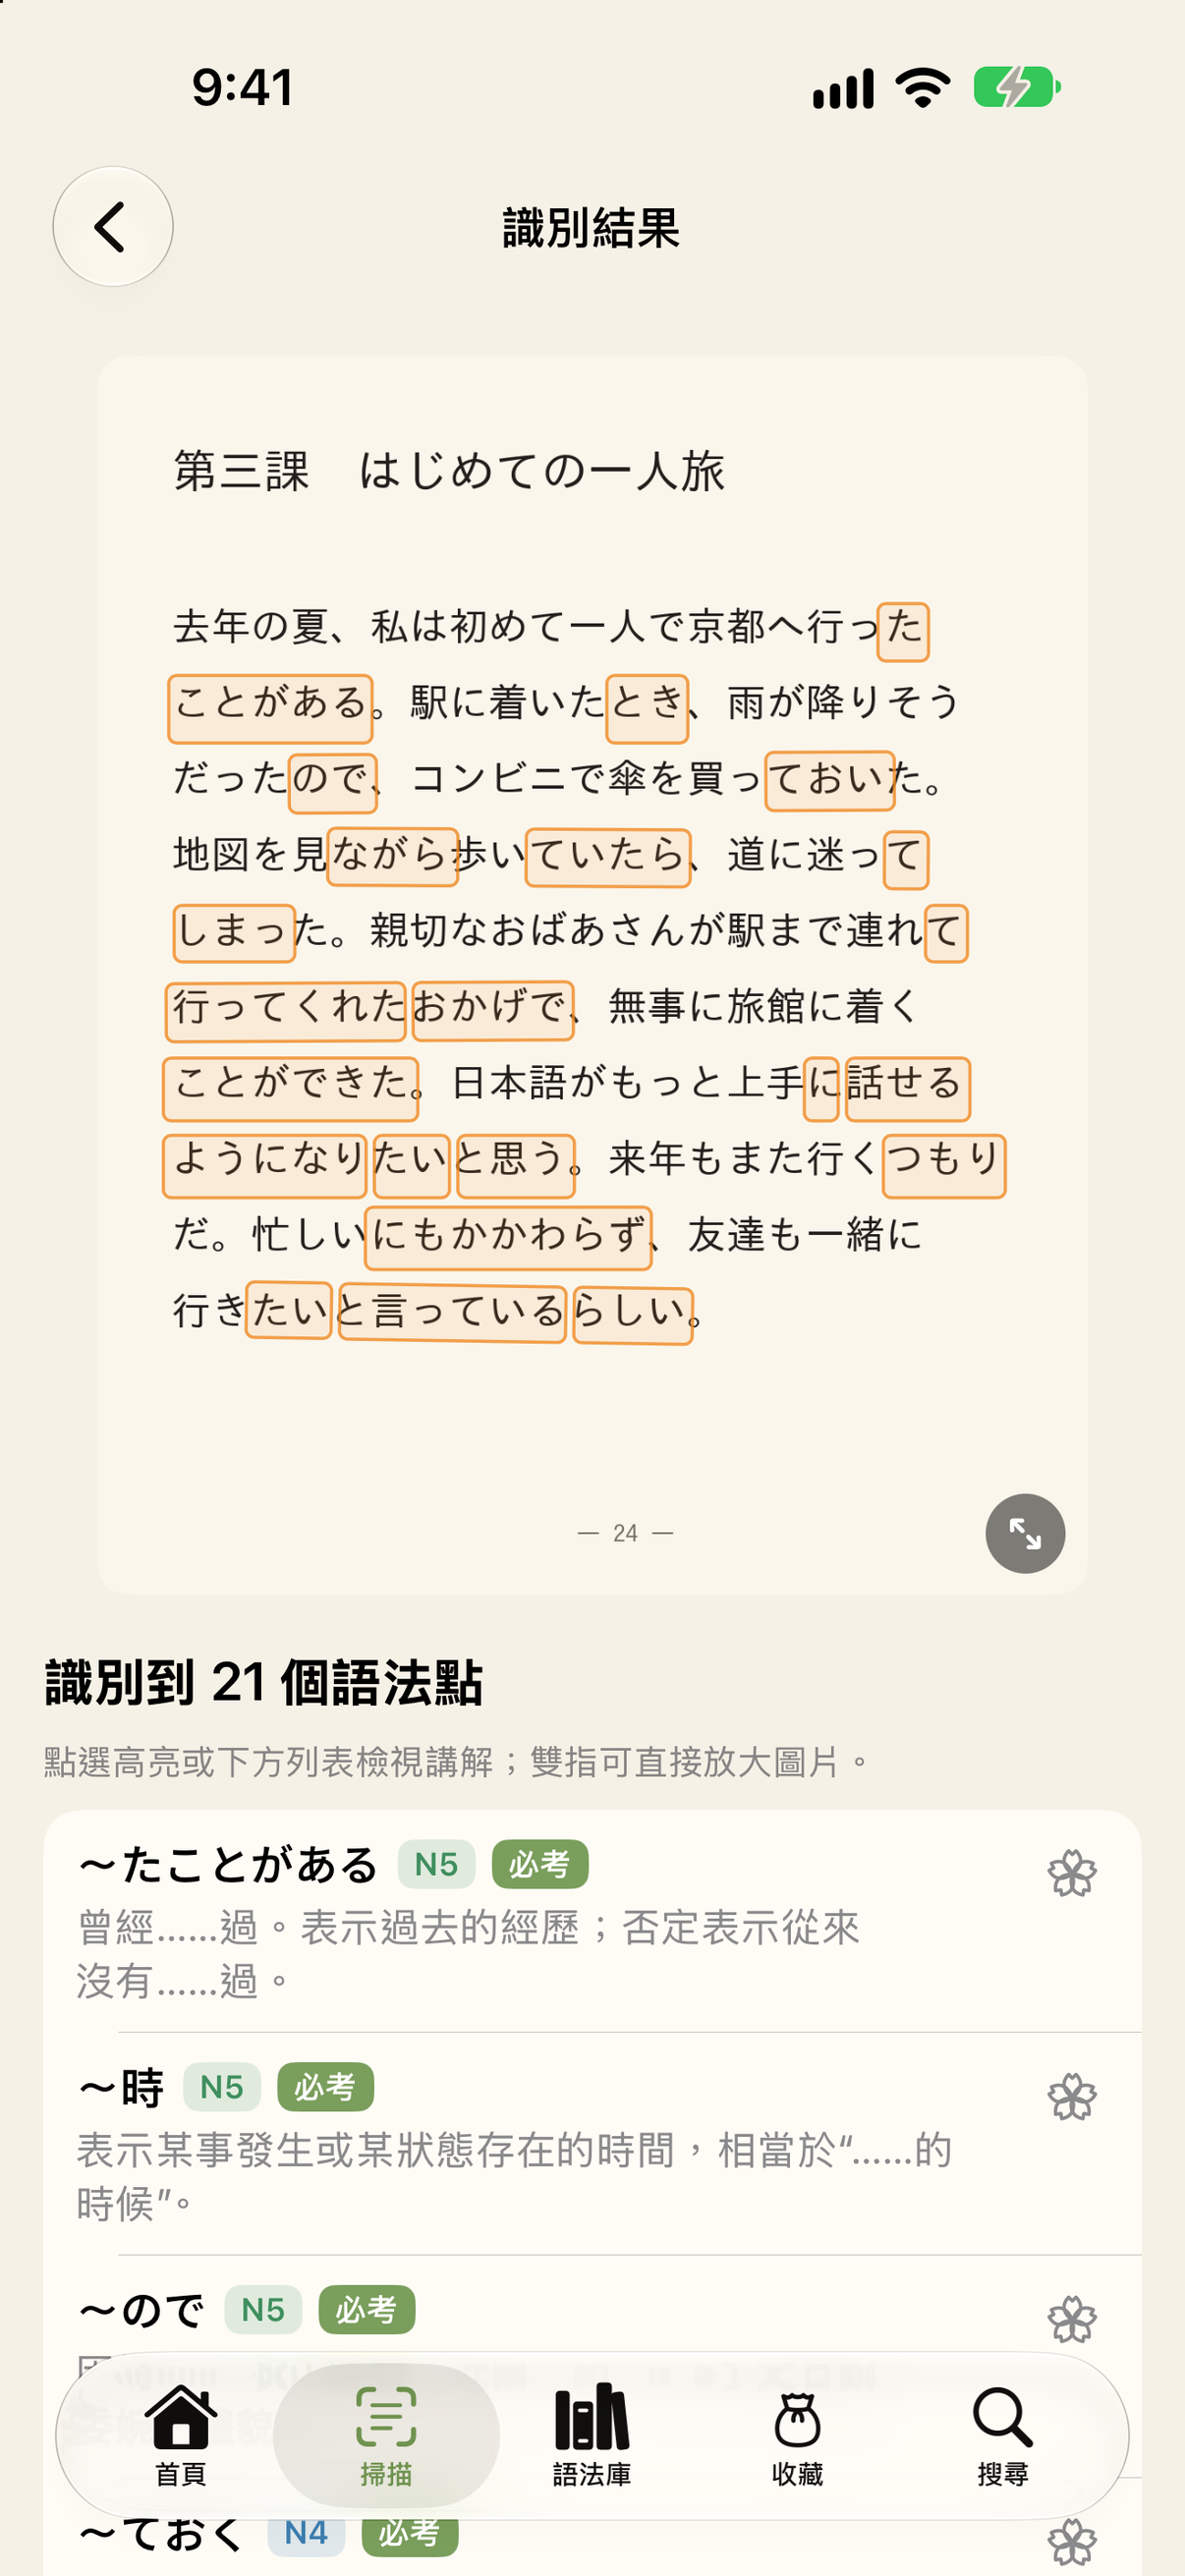 9:41
識別結果
第三課　はじめての一人旅
去年の夏、私は初めて一人で京都へ行った
ことがある。駅に着いたとき、雨が降りそう
だったので、コンビニで傘を買っておいた。
地図を見ながら歩いていたら、道に迷って
しまった。親切なおばあさんが駅まで連れて
行ってくれたおかげで、無事に旅館に着く
ことができた。日本語がもっと上手に話せる
ようになりたいと思う。来年もまた行くつもり
だ。忙しいにもかかわらず、友達も一緒に
行きたいと言っているらしい。
— 24 —
識別到 21 個語法點
點選高亮或下方列表檢視講解；雙指可直接放大圖片。
～たことがある N5 必考
曾經……過。表示過去的經歷；否定表示從來
沒有……過。
～時 N5 必考
表示某事發生或某狀態存在的時間，相當於“……的
時候”。
～ので N5 必考
首頁 掃描 語法庫 收藏 搜尋
～ておく N4 必考